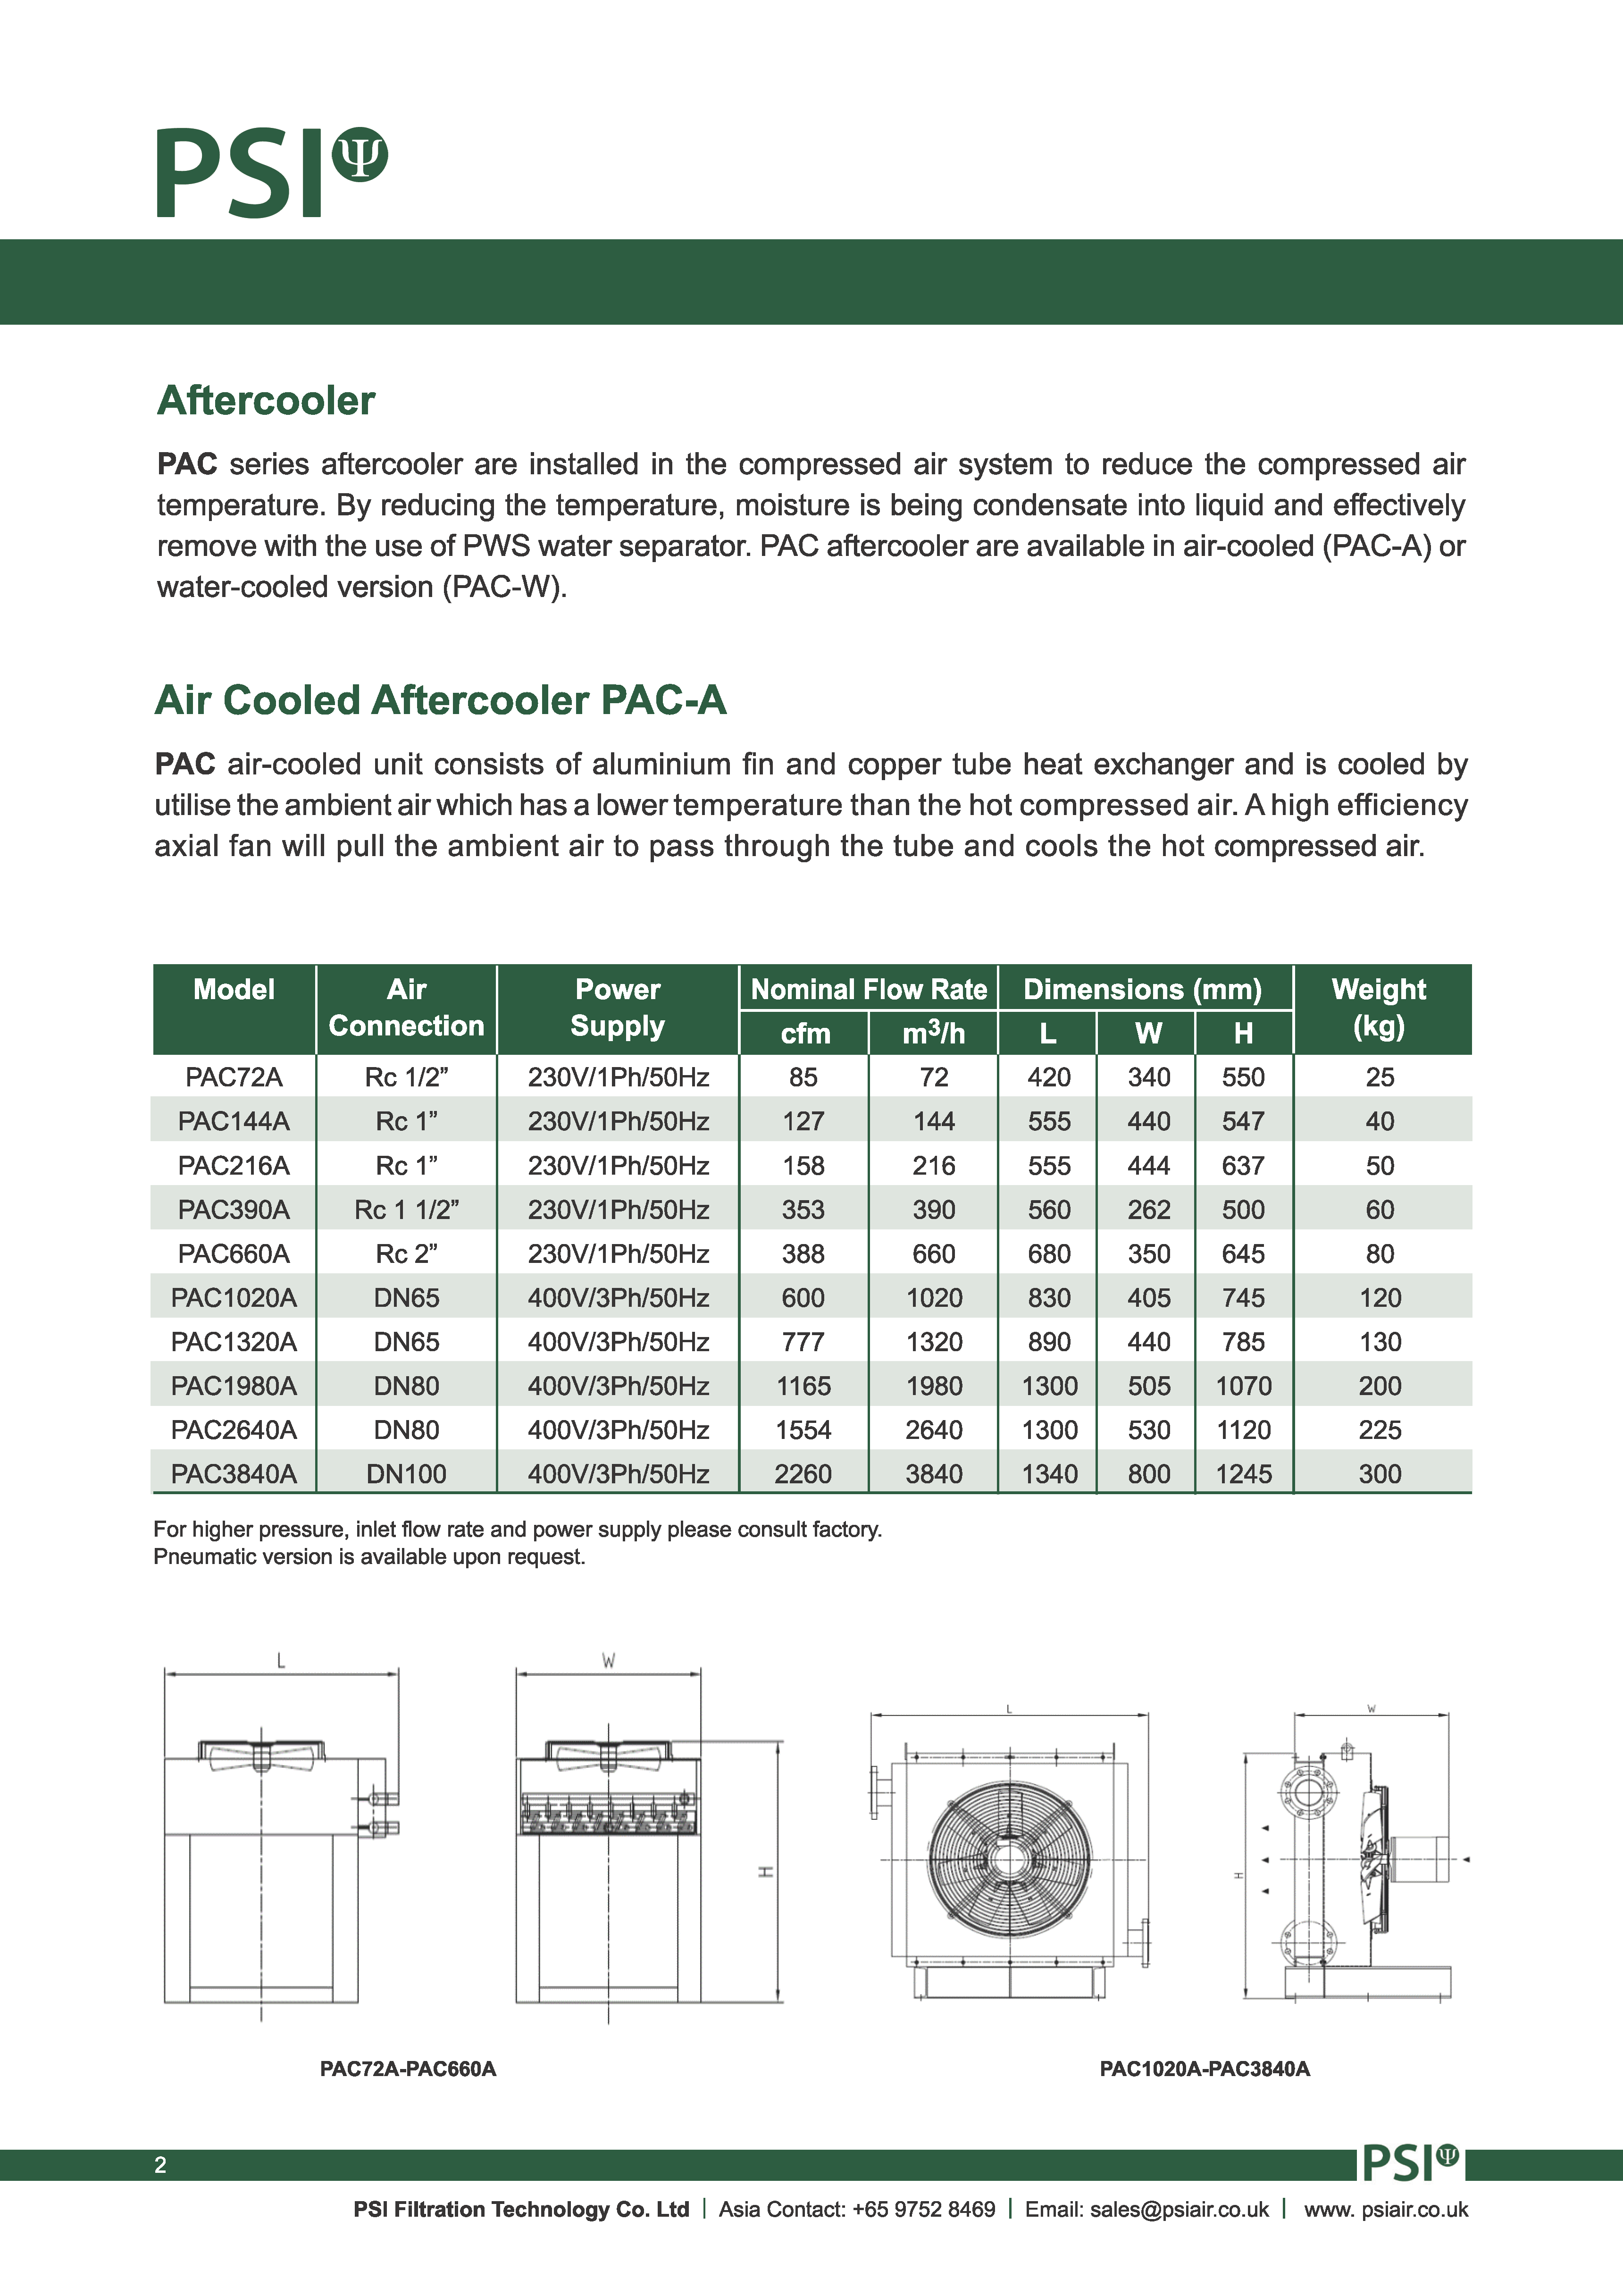 PSIΨ
Aftercooler
PAC series aftercooler are installed in the compressed air system to reduce the compressed air
temperature. By reducing the temperature, moisture is being condensate into liquid and effectively
remove with the use of PWS water separator. PAC aftercooler are available in air-cooled (PAC-A) or
water-cooled version (PAC-W).
Air Cooled Aftercooler PAC-A
PAC air-cooled unit consists of aluminium fin and copper tube heat exchanger and is cooled by
utilise the ambient air which has a lower temperature than the hot compressed air. A high efficiency
axial fan will pull the ambient air to pass through the tube and cools the hot compressed air.
Model Air Connection Power Supply Nominal Flow Rate Dimensions (mm) Weight (kg)
cfm m³/h L W H
PAC72A Rc 1/2” 230V/1Ph/50Hz 85 72 420 340 550 25
PAC144A Rc 1” 230V/1Ph/50Hz 127 144 555 440 547 40
PAC216A Rc 1” 230V/1Ph/50Hz 158 216 555 444 637 50
PAC390A Rc 1 1/2” 230V/1Ph/50Hz 353 390 560 262 500 60
PAC660A Rc 2” 230V/1Ph/50Hz 388 660 680 350 645 80
PAC1020A DN65 400V/3Ph/50Hz 600 1020 830 405 745 120
PAC1320A DN65 400V/3Ph/50Hz 777 1320 890 440 785 130
PAC1980A DN80 400V/3Ph/50Hz 1165 1980 1300 505 1070 200
PAC2640A DN80 400V/3Ph/50Hz 1554 2640 1300 530 1120 225
PAC3840A DN100 400V/3Ph/50Hz 2260 3840 1340 800 1245 300
For higher pressure, inlet flow rate and power supply please consult factory.
Pneumatic version is available upon request.
L
W
H
L
W
H
PAC72A-PAC660A
PAC1020A-PAC3840A
2
PSIΨ
PSI Filtration Technology Co. Ltd | Asia Contact: +65 9752 8469 | Email: sales@psiair.co.uk | www. psiair.co.uk